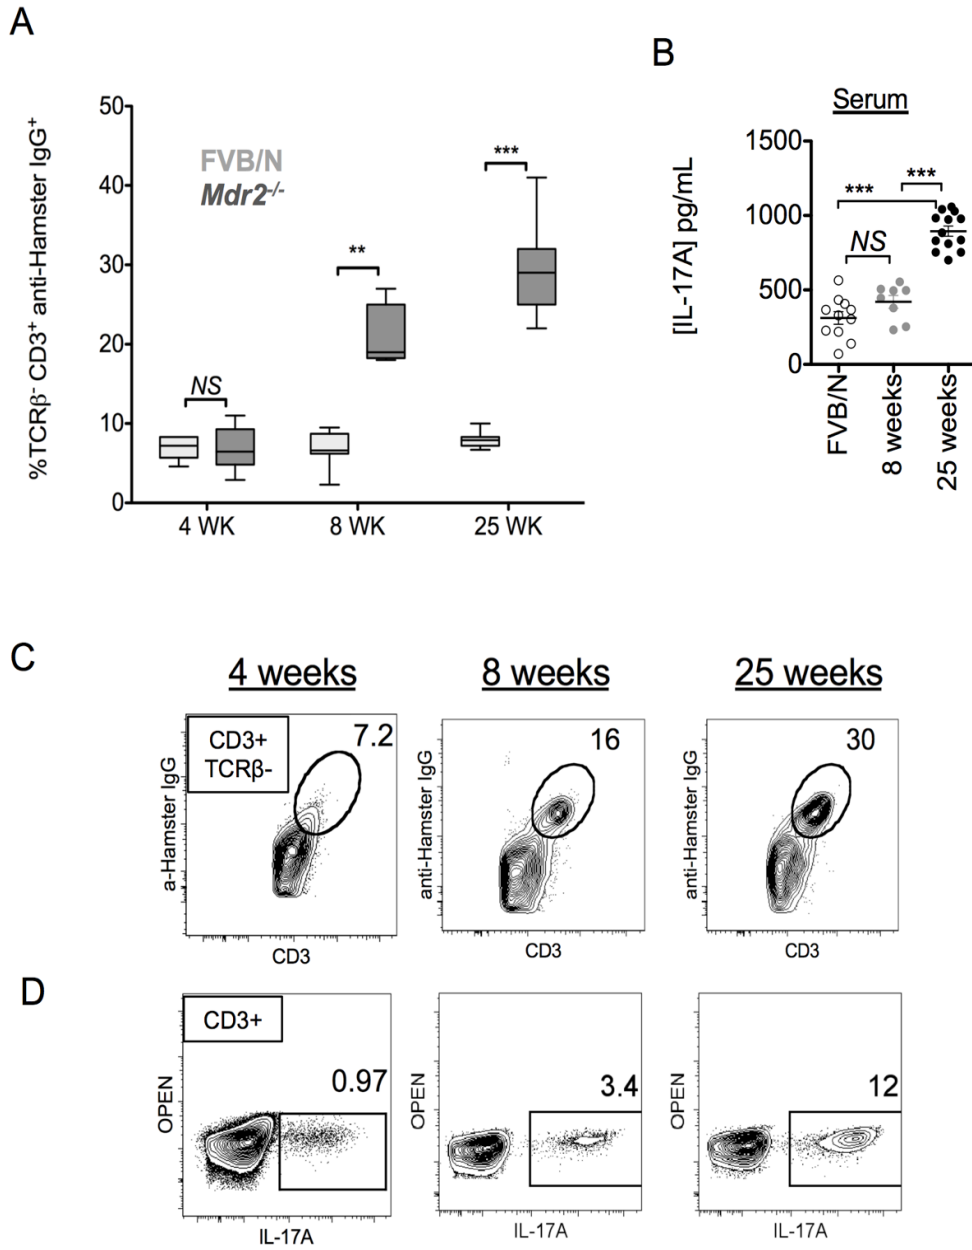 A
%TCRβ- CD3+ anti-Hamster IgG+
50
40
30
20
10
0
FVB/N
Mdr2-/-
NS
**
***
4 WK
8 WK
25 WK
B
Serum
[IL-17A] pg/mL
1500
1000
500
0
***
***
NS
FVB/N
8 weeks
25 weeks
C
4 weeks
8 weeks
25 weeks
CD3+
TCRβ-
7.2
16
30
a-Hamster IgG
anti-Hamster IgG
anti-Hamster IgG
CD3
CD3
CD3
D
CD3+
0.97
3.4
12
OPEN
OPEN
OPEN
IL-17A
IL-17A
IL-17A